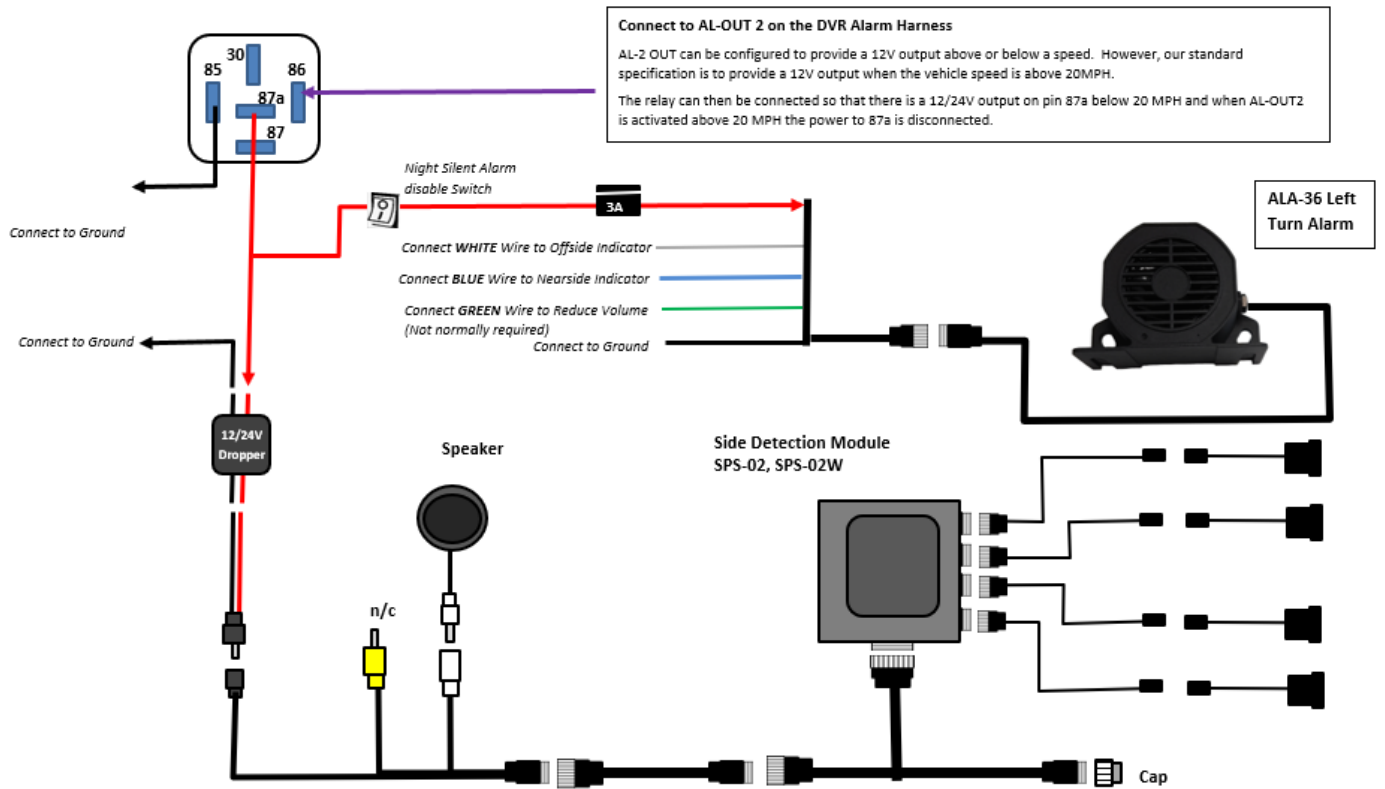 Connect to AL-OUT 2 on the DVR Alarm Harness
AL-2 OUT can be configured to provide a 12V output above or below a speed.  However, our standard
specification is to provide a 12V output when the vehicle speed is above 20MPH.
The relay can then be connected so that there is a 12/24V output on pin 87a below 20 MPH and when AL-OUT2
is activated above 20 MPH the power to 87a is disconnected.
30
85
86
87a
87
Connect to Ground
Night Silent Alarm
disable Switch
3A
Connect WHITE Wire to Offside Indicator
Connect BLUE Wire to Nearside Indicator
Connect GREEN Wire to Reduce Volume
(Not normally required)
Connect to Ground
ALA-36 Left
Turn Alarm
Connect to Ground
12/24V
Dropper
Speaker
n/c
Side Detection Module
SPS-02, SPS-02W
Cap